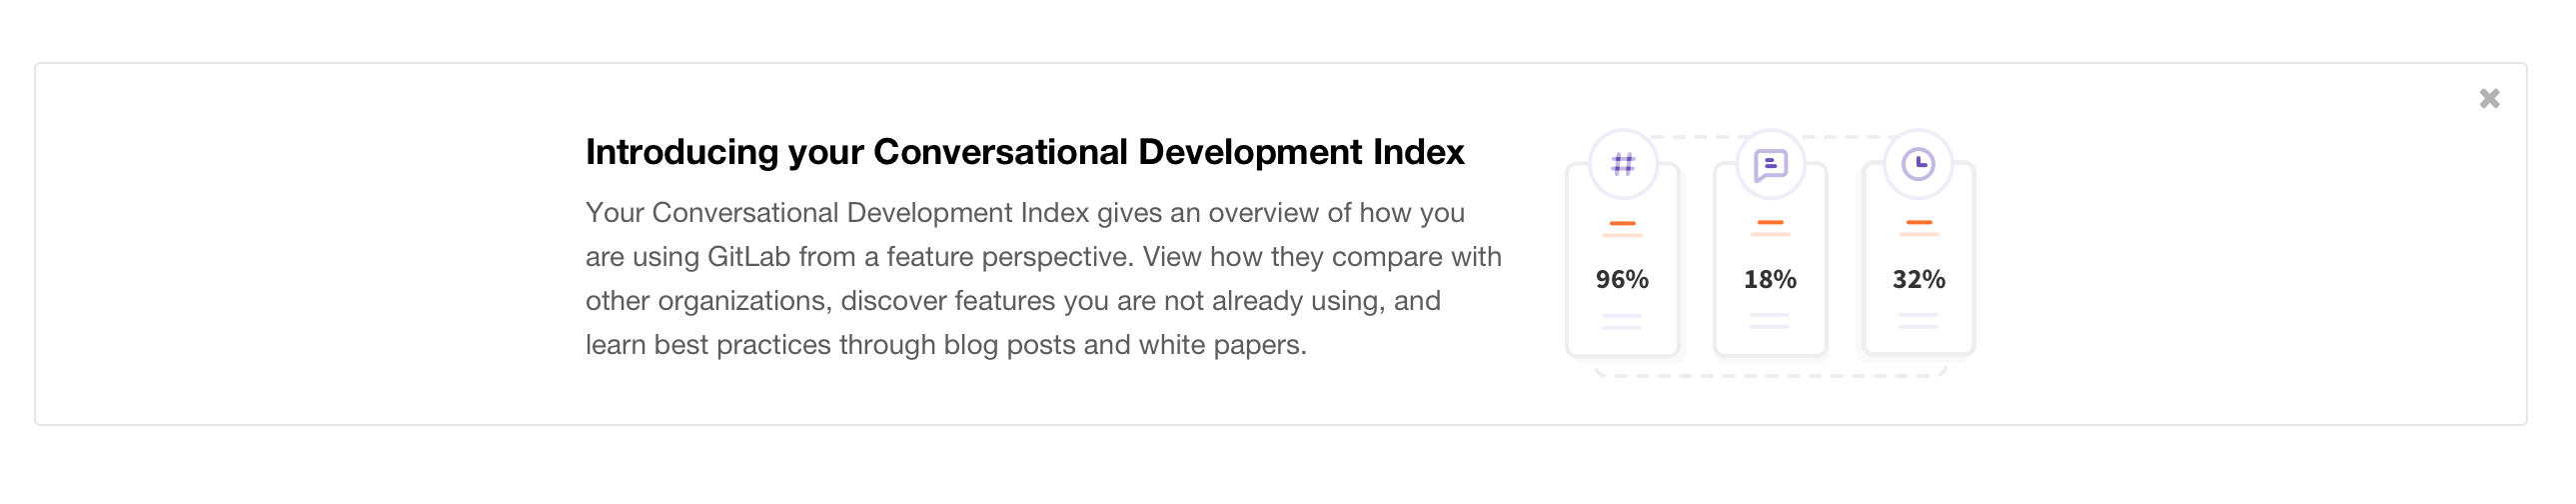 Introducing your Conversational Development Index
Your Conversational Development Index gives an overview of how you
are using GitLab from a feature perspective. View how they compare with
other organizations, discover features you are not already using, and
learn best practices through blog posts and white papers.
96%
18%
32%